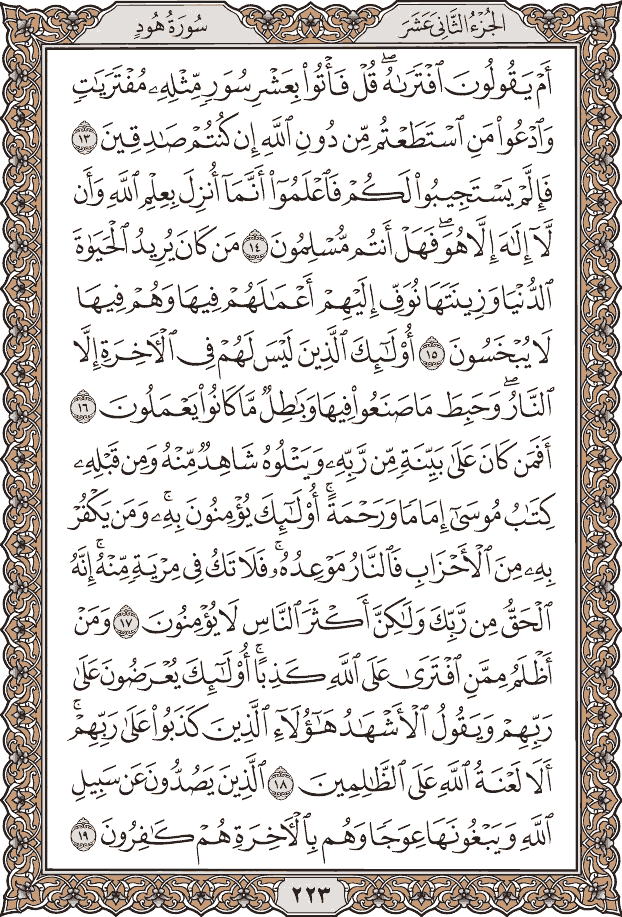 الجُزْءُ الثَّانِي عَشَرَ
سُورَةُ هُودٍ
أَمْ يَقُولُونَ ٱفْتَرَىٰهُۖ قُلْ فَأْتُوا۟ بِعَشْرِ سُوَرٖ مِّثْلِهِۦ مُفْتَرَيَٰتٖ
وَٱدْعُوا۟ مَنِ ٱسْتَطَعْتُم مِّن دُونِ ٱللَّهِ إِن كُنتُمْ صَٰدِقِينَ ١٣
فَإِلَّمْ يَسْتَجِيبُوا۟ لَكُمْ فَٱعْلَمُوٓا۟ أَنَّمَآ أُنزِلَ بِعِلْمِ ٱللَّهِ وَأَن
لَّآ إِلَٰهَ إِلَّا هُوَۖ فَهَلْ أَنتُم مُّسْلِمُونَ ١٤ مَن كَانَ يُرِيدُ ٱلْحَيَوٰةَ
ٱلدُّنْيَا وَزِينَتَهَا نُوَفِّ إِلَيْهِمْ أَعْمَٰلَهُمْ فِيهَا وَهُمْ فِيهَا
لَا يُبْخَسُونَ ١٥ أُو۟لَٰٓئِكَ ٱلَّذِينَ لَيْسَ لَهُمْ فِى ٱلْءَاخِرَةِ إِلَّا
ٱلنَّارُۖ وَحَبِطَ مَا صَنَعُوا۟ فِيهَا وَبَٰطِلٌ مَّا كَانُوا۟ يَعْمَلُونَ ١٦
أَفَمَن كَانَ عَلَىٰ بَيِّنَةٖ مِّن رَّبِّهِۦ وَيَتْلُوهُ شَاهِدٌ مِّنْهُ وَمِن قَبْلِهِۦ
كِتَٰبُ مُوسَىٰٓ إِمَامًا وَرَحْمَةًۚ أُو۟لَٰٓئِكَ يُؤْمِنُونَ بِهِۦۚ وَمَن يَكْفُرْ
بِهِۦ مِنَ ٱلْأَحْزَابِ فَٱلنَّارُ مَوْعِدُهُۥۚ فَلَا تَكُ فِى مِرْيَةٖ مِّنْهُۚ إِنَّهُ
ٱلْحَقُّ مِن رَّبِّكَ وَلَٰكِنَّ أَكْثَرَ ٱلنَّاسِ لَا يُؤْمِنُونَ ١٧ وَمَنْ
أَظْلَمُ مِمَّنِ ٱفْتَرَىٰ عَلَى ٱللَّهِ كَذِبًاۚ أُو۟لَٰٓئِكَ يُعْرَضُونَ عَلَىٰ
رَبِّهِمْ وَيَقُولُ ٱلْأَشْهَٰدُ هَٰٓؤُلَآءِ ٱلَّذِينَ كَذَبُوا۟ عَلَىٰ رَبِّهِمْۚ
أَلَا لَعْنَةُ ٱللَّهِ عَلَى ٱلظَّٰلِمِينَ ١٨ ٱلَّذِينَ يَصُدُّونَ عَن سَبِيلِ
ٱللَّهِ وَيَبْغُونَهَا عِوَجًا وَهُم بِٱلْءَاخِرَةِ هُمْ كَٰفِرُونَ ١٩
٢٢٣